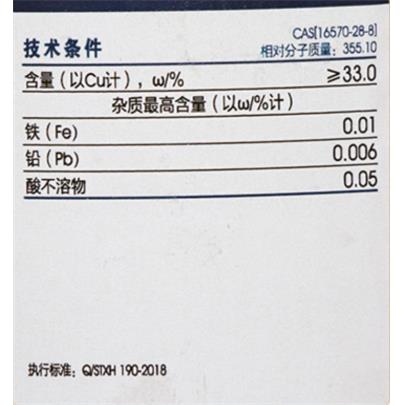 CAS[16570-28-8]
技术条件 相对分子质量：355.10
含量（以Cu计），ω/% ≥33.0
杂质最高含量（以ω/%计）
铁（Fe） 0.01
铅（Pb） 0.006
酸不溶物 0.05
执行标准：Q/STXH 190-2018